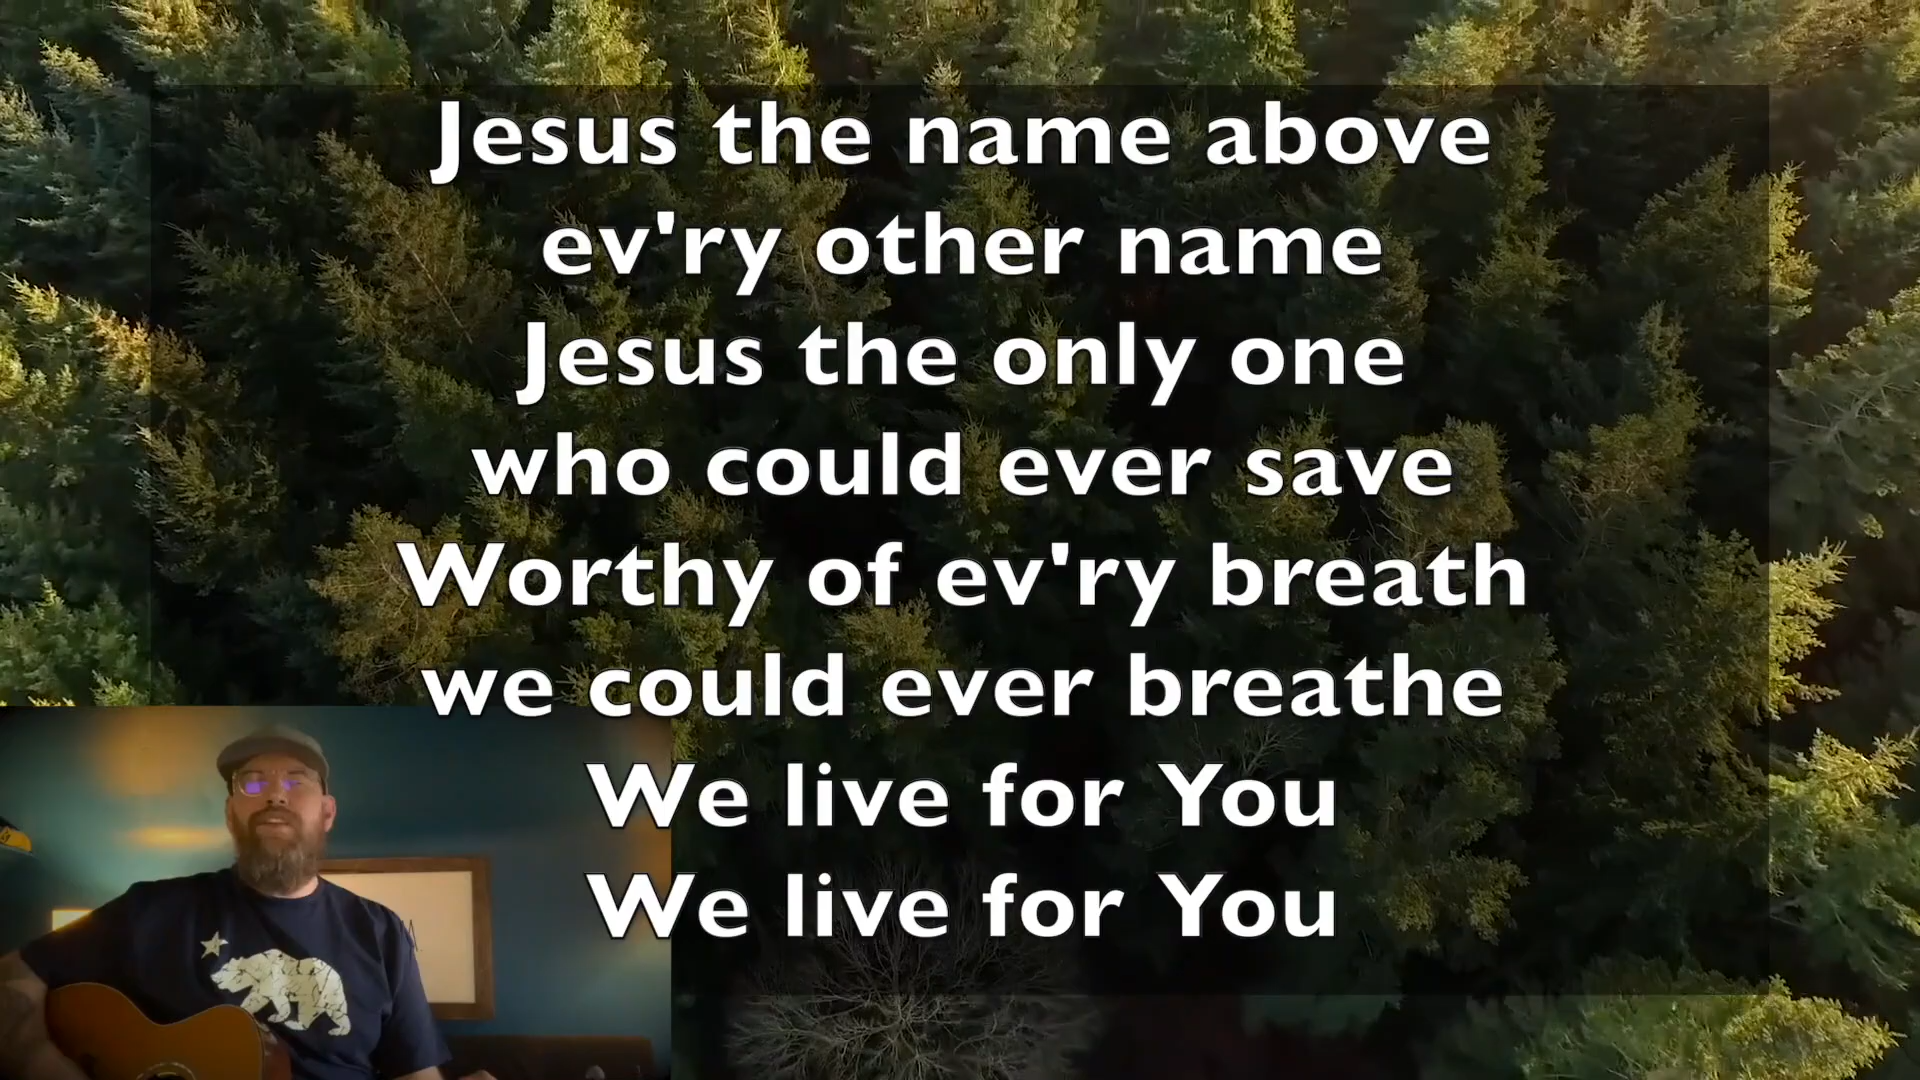 Jesus the name above
ev'ry other name
Jesus the only one
who could ever save
Worthy of ev'ry breath
we could ever breathe
We live for You
We live for You